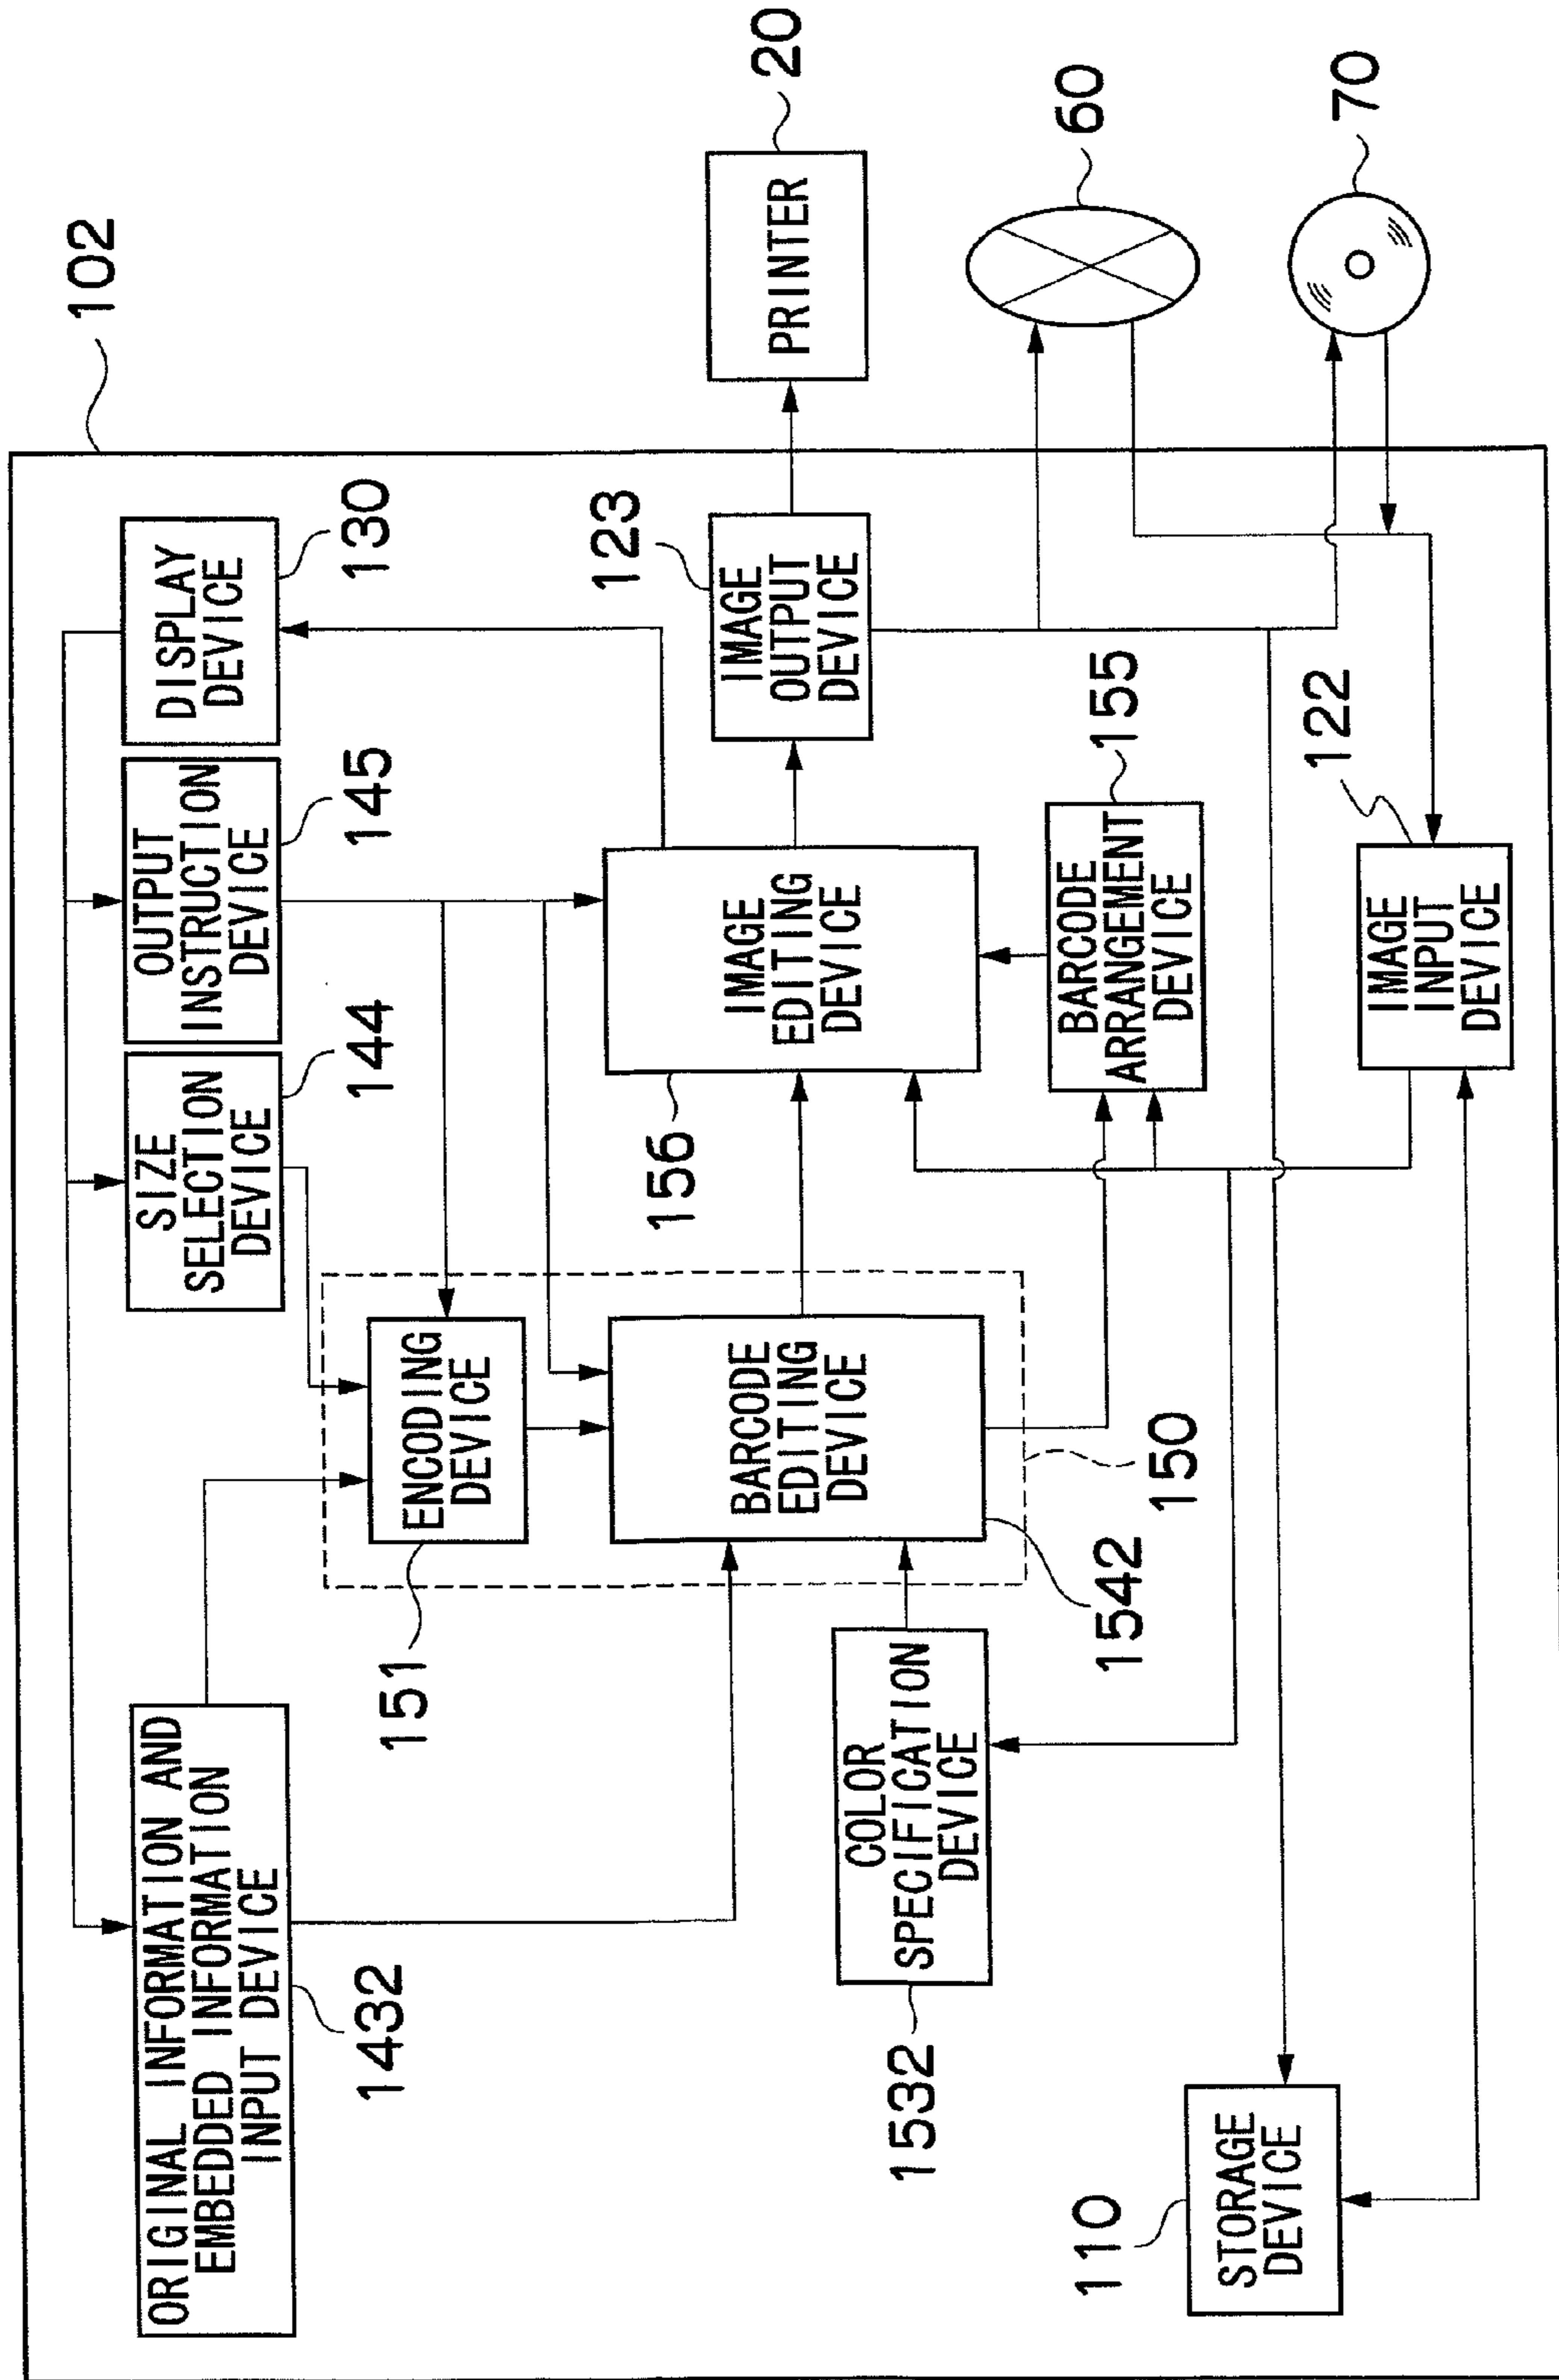 102
ORIGINAL INFORMATION AND
EMBEDDED INFORMATION
INPUT DEVICE
1432
SIZE
SELECTION
DEVICE
144
OUTPUT
INSTRUCTION
DEVICE
145
DISPLAY
DEVICE
130
ENCODING
DEVICE
151
BARCODE
EDITING
DEVICE
1542
150
IMAGE
EDITING
DEVICE
156
IMAGE
OUTPUT
DEVICE
123
PRINTER
20
COLOR
SPECIFICATION
DEVICE
1532
BARCODE
ARRANGEMENT
DEVICE
155
60
STORAGE
DEVICE
110
IMAGE
INPUT
DEVICE
122
70